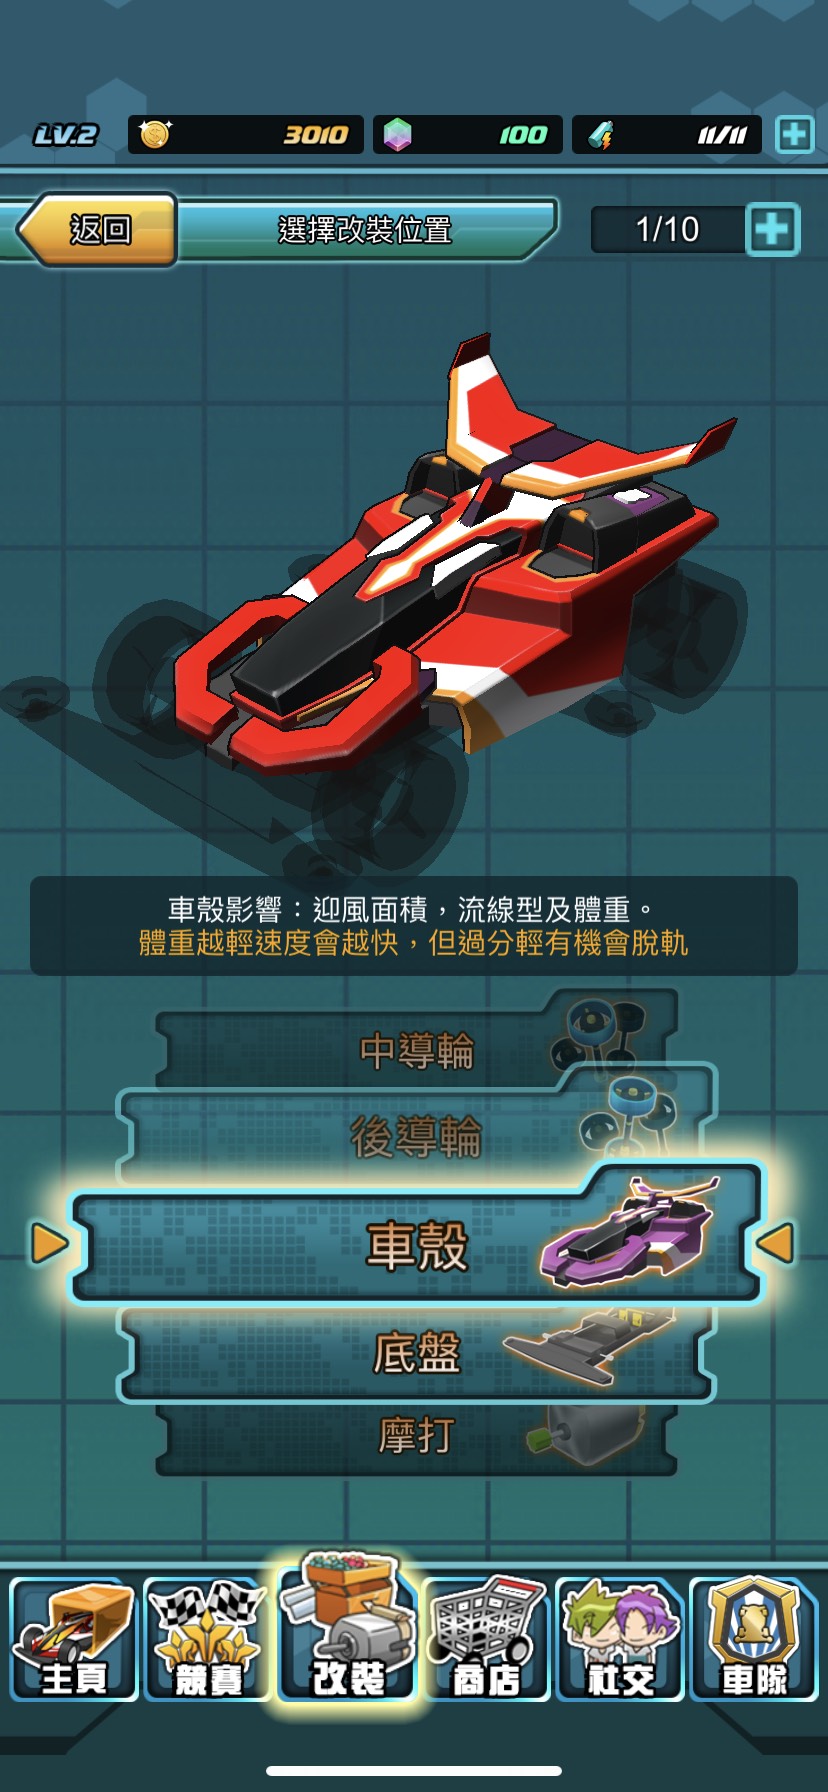 LV.2 3010 100 11/11
返回 選擇改裝位置 1/10
車殼影響：迎風面積，流線型及體重。
體重越輕速度會越快，但過分輕有機會脫軌
中導輪
後導輪
車殼
底盤
摩打
主頁 競賽 改裝 商店 社交 車隊